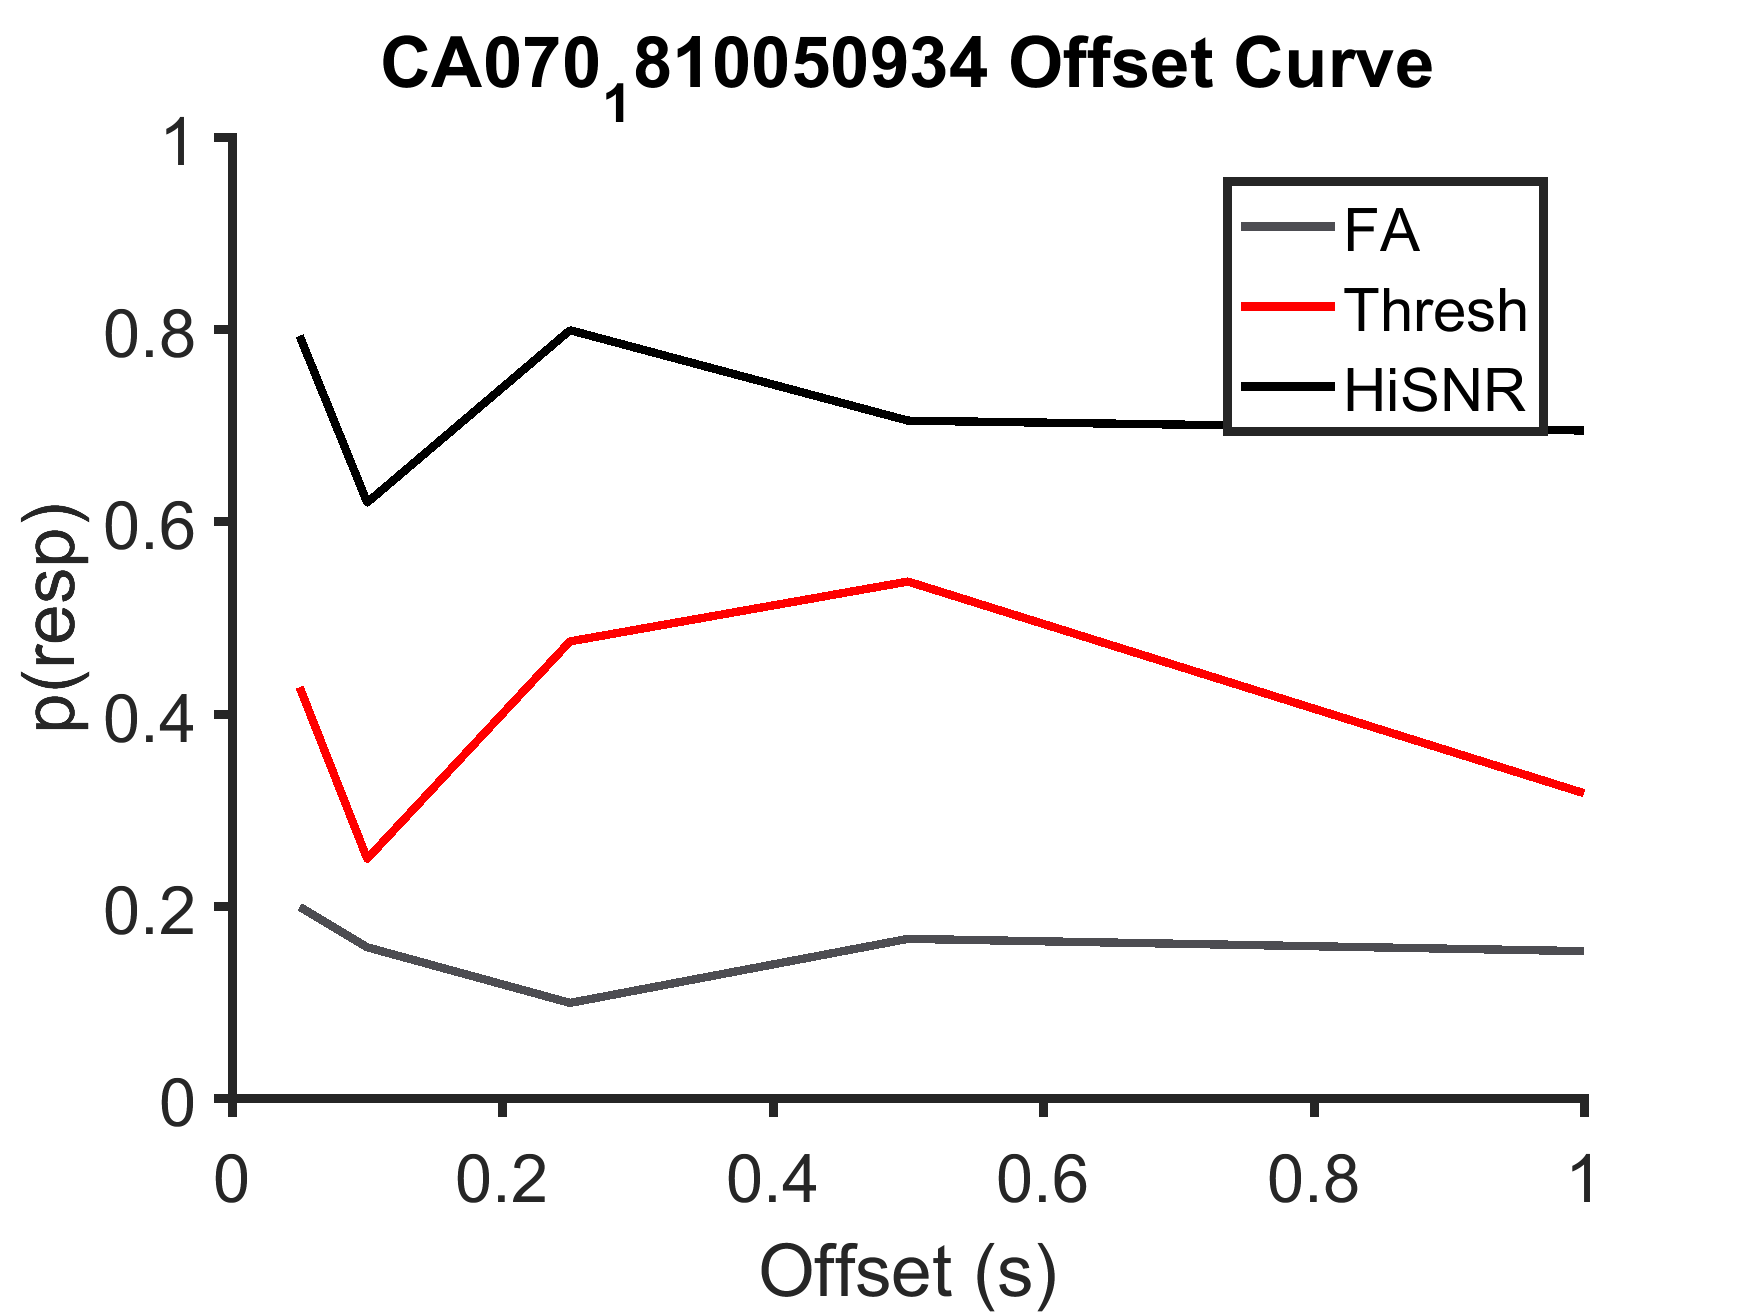 CA070₁810050934 Offset Curve
1
0.8
0.6
0.4
0.2
0
p(resp)
FA
Thresh
HiSNR
0 0.2 0.4 0.6 0.8 1
Offset (s)